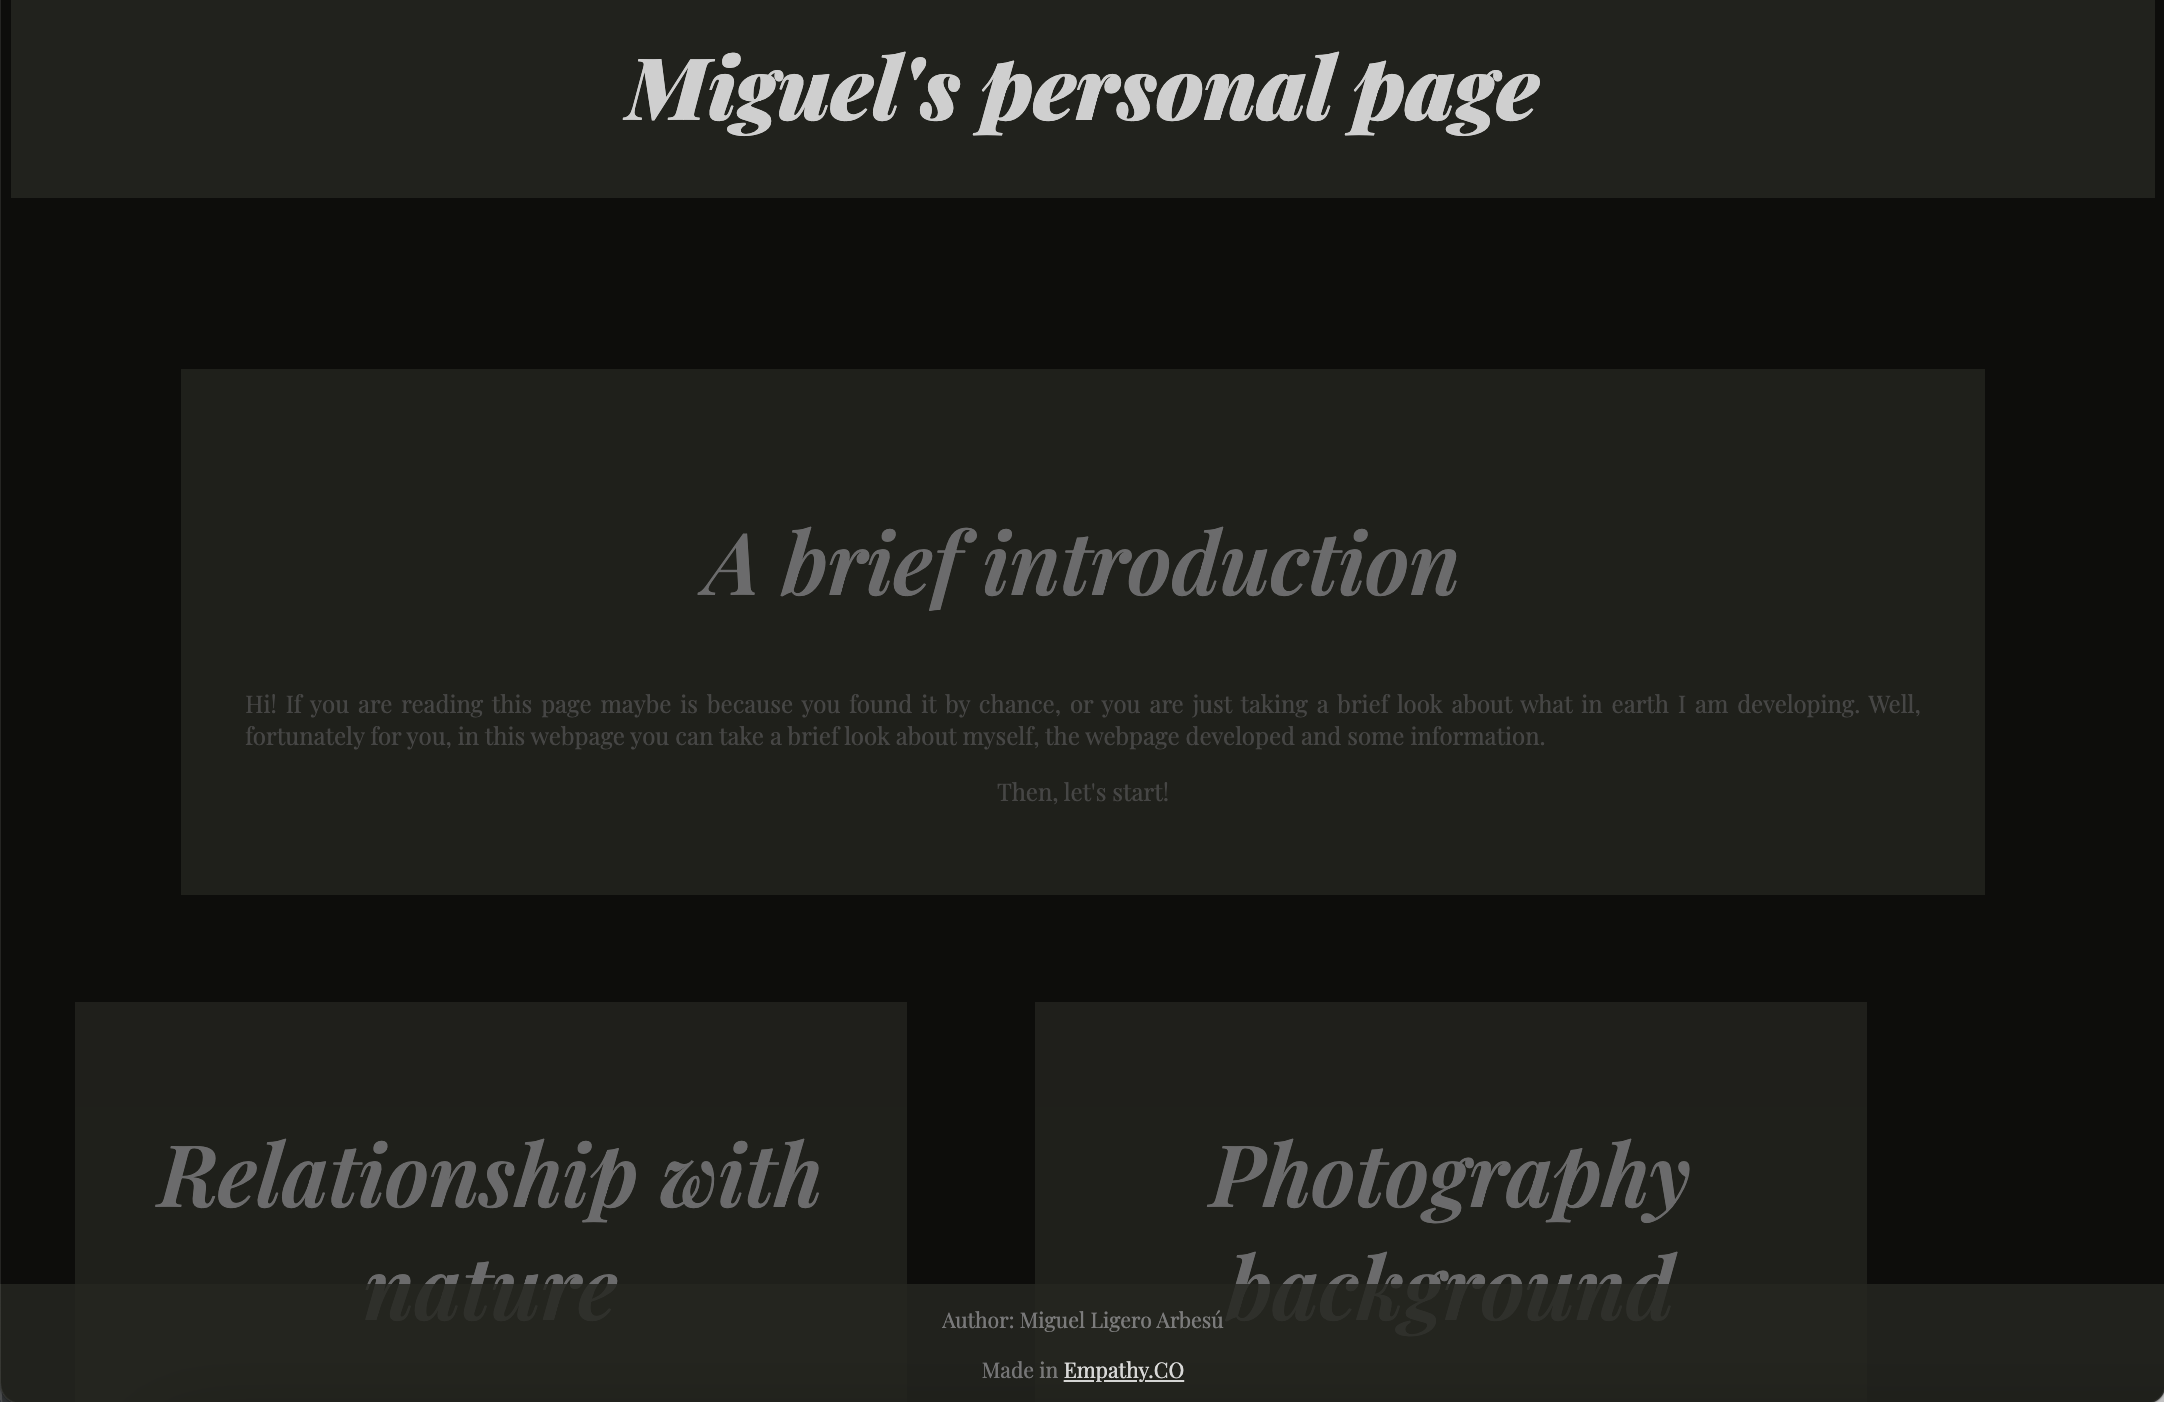 Miguel's personal page
A brief introduction
Hi! If you are reading this page maybe is because you found it by chance, or you are just taking a brief look about what in earth I am developing. Well,
fortunately for you, in this webpage you can take a brief look about myself, the webpage developed and some information.
Then, let's start!
Relationship with
nature
Photography
background
Author: Miguel Ligero Arbesú
Made in Empathy.CO